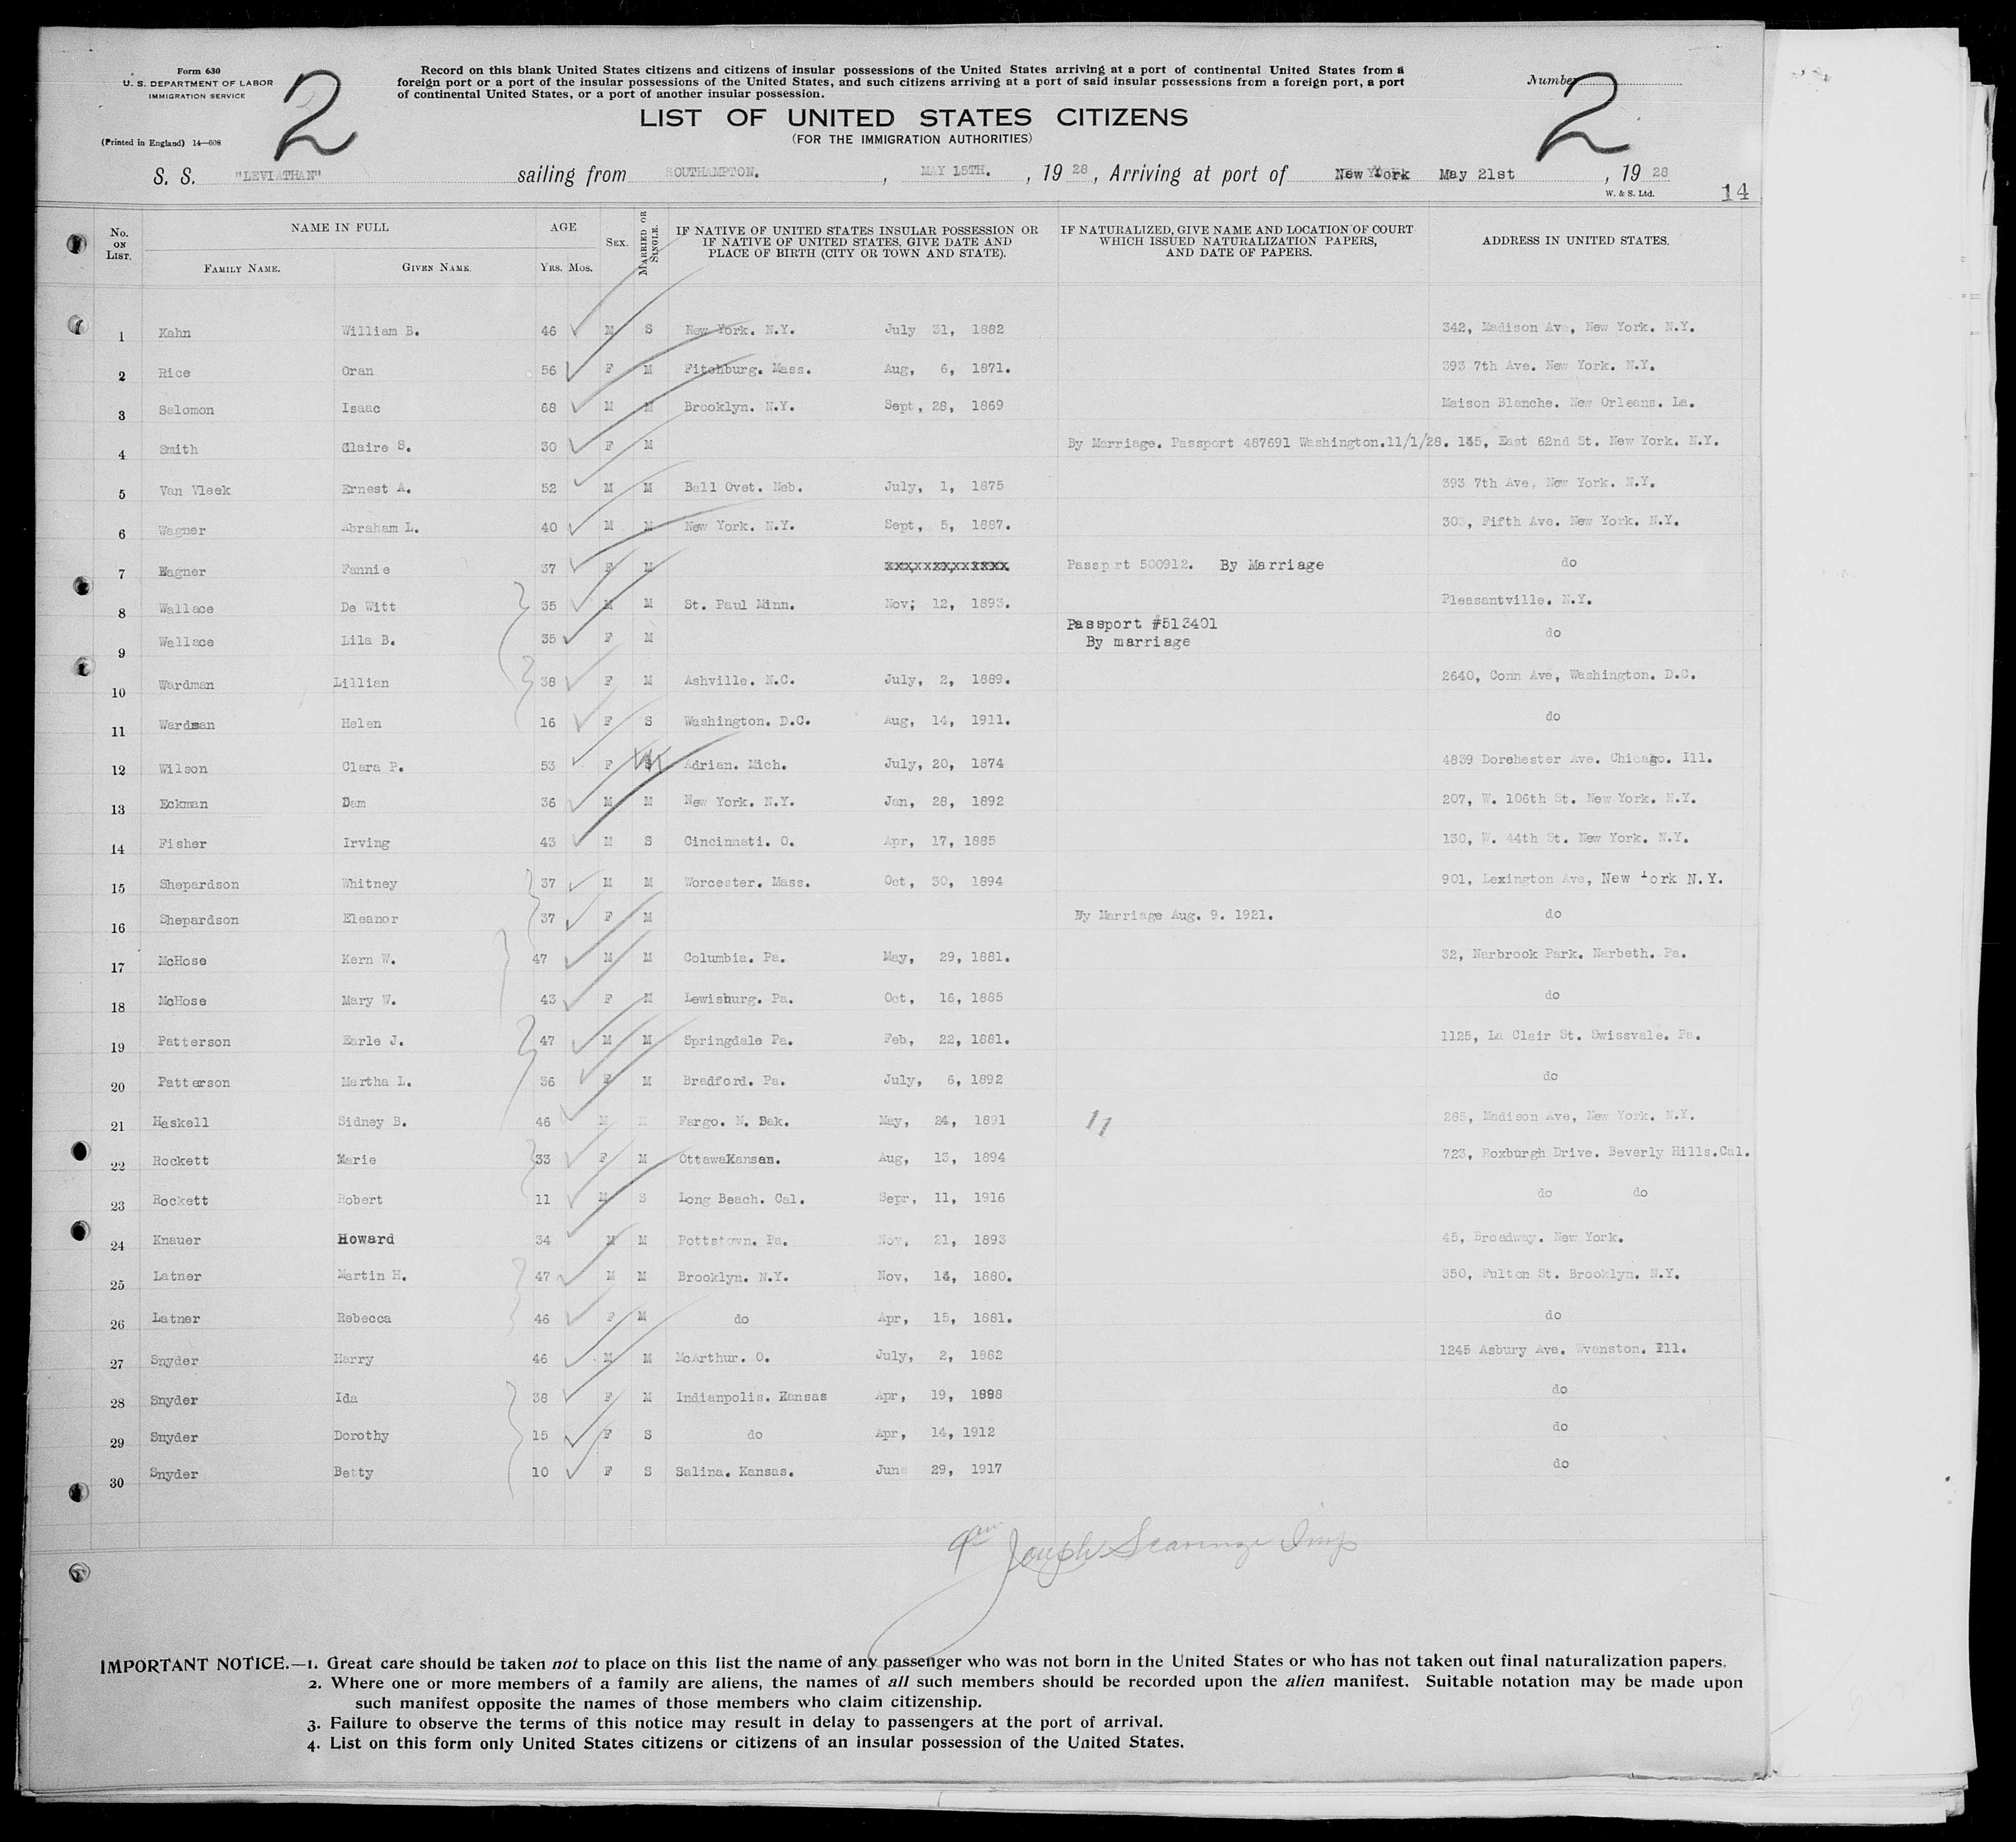 Form 630
U. S. DEPARTMENT OF LABOR
IMMIGRATION SERVICE
(Printed in England) 14—608
2
Record on this blank United States citizens and citizens of insular possessions of the United States arriving at a port of continental United States from a
foreign port or a port of the insular possessions of the United States, and such citizens arriving at a port of said insular possessions from a foreign port, a port
of continental United States, or a port of another insular possession.
Number
2
LIST OF UNITED STATES CITIZENS
(FOR THE IMMIGRATION AUTHORITIES)
S. S. "LEVIATHAN" sailing from SOUTHAMPTON. , MAY 15TH. , 19 28, Arriving at port of New York May 21st , 19 28
W. & S. Ltd.
14
No. ON LIST. NAME IN FULL FAMILY NAME. GIVEN NAME. AGE YRS. MOS. SEX. MARRIED OR SINGLE. IF NATIVE OF UNITED STATES INSULAR POSSESSION OR IF NATIVE OF UNITED STATES, GIVE DATE AND PLACE OF BIRTH (CITY OR TOWN AND STATE). IF NATURALIZED, GIVE NAME AND LOCATION OF COURT WHICH ISSUED NATURALIZATION PAPERS, AND DATE OF PAPERS. ADDRESS IN UNITED STATES.
1 Kahn William B. 46 M S New York. N.Y. July 31, 1882 342, Madison Ave, New York. N.Y.
2 Rice Oran 56 F M Fitchburg. Mass. Aug, 6, 1871. 393 7th Ave. New York. N.Y.
3 Salomon Isaac 68 M M Brooklyn. N.Y. Sept, 28, 1869 Maison Blanche. New Orleans. La.
4 Smith Claire S. 30 F M By Marriage. Passport 487691 Washington.11/1/28. 145, East 62nd St. New York. N.Y.
5 Van Vleek Ernest A. 52 M M Ball Ovet. Neb. July, 1, 1875 393 7th Ave, New York. N.Y.
6 Wagner Abraham L. 40 M M New York. N.Y. Sept, 5, 1887. 303, Fifth Ave. New York. N.Y.
7 Wagner Fannie 37 F M xxx,xxxx,xxxxxx Passprt 500912. By Marriage do
8 Wallace De Witt 35 M M St. Paul Minn. Nov; 12, 1893. Pleasantville. N.Y.
9 Wallace Lila B. 35 F M Passport #513401 By marriage do
10 Wardman Lillian 38 F M Ashville. N.C. July, 2, 1889. 2640, Conn Ave, Washington. D.C.
11 Wardman Helen 16 F S Washington. D.C. Aug, 14, 1911. do
12 Wilson Clara P. 53 F M Adrian. Mich. July, 20, 1874 4839 Dorchester Ave. Chicago. Ill.
13 Eckman Dam 36 M M New York. N.Y. Jan, 28, 1892 207, W. 106th St. New York. N.Y.
14 Fisher Irving 43 M S Cincinnati. O. Apr, 17, 1885 130, W. 44th St. New York. N.Y.
15 Shepardson Whitney 37 M M Worcester. Mass. Oct, 30, 1894 901, Lexington Ave, New York N.Y.
16 Shepardson Eleanor 37 F M By Marriage Aug. 9. 1921. do
17 McHose Kern W. 47 M M Columbia. Pa. May, 29, 1881. 32, Narbrook Park. Narbeth. Pa.
18 McHose Mary W. 43 F M Lewisburg. Pa. Oct, 16, 1885 do
19 Patterson Earle J. 47 M M Springdale Pa. Feb, 22, 1881. 1125, La Clair St. Swissvale. Pa.
20 Patterson Martha L. 36 F M Bradford. Pa. July, 6, 1892 do
21 Haskell Sidney B. 46 M M Fargo. N. Dak. May, 24, 1891 11 285, Madison Ave, New York. N.Y.
22 Rockett Marie 33 F M OttawaKansas. Aug, 13, 1894 723, Roxburgh Drive. Beverly Hills.Cal.
23 Rockett Robert 11 M S Long Beach. Cal. Sepr, 11, 1916 do do
24 Knauer Howard 34 M M Pottstown. Pa. Nov. 21, 1893 45, Broadway. New York.
25 Latner Martin H. 47 M M Brooklyn. N.Y. Nov, 14, 1880. 350, Fulton St. Brooklyn. N.Y.
26 Latner Rebecca 46 F M do Apr, 15, 1881. do
27 Snyder Harry 46 M M McArthur. O. July, 2, 1882 1245 Asbury Ave. Wvanston. Ill.
28 Snyder Ida 38 F M Indianpolis. Kansas Apr, 19, 1898 do
29 Snyder Dorothy 15 F S do Apr, 14, 1912 do
30 Snyder Betty 10 F S Salina. Kansas. June 29, 1917 do
Joseph Insp
IMPORTANT NOTICE.—1. Great care should be taken not to place on this list the name of any passenger who was not born in the United States or who has not taken out final naturalization papers.
2. Where one or more members of a family are aliens, the names of all such members should be recorded upon the alien manifest. Suitable notation may be made upon
such manifest opposite the names of those members who claim citizenship.
3. Failure to observe the terms of this notice may result in delay to passengers at the port of arrival.
4. List on this form only United States citizens or citizens of an insular possession of the United States.